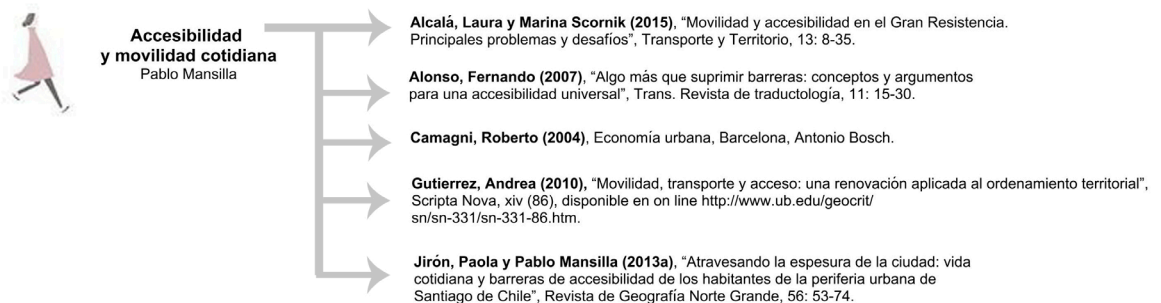 Accesibilidad
y movilidad cotidiana
Pablo Mansilla
Alcalá, Laura y Marina Scornik (2015), “Movilidad y accesibilidad en el Gran Resistencia.
Principales problemas y desafíos”, Transporte y Territorio, 13: 8-35.
Alonso, Fernando (2007), “Algo más que suprimir barreras: conceptos y argumentos
para una accesibilidad universal”, Trans. Revista de traductología, 11: 15-30.
Camagni, Roberto (2004), Economía urbana, Barcelona, Antonio Bosch.
Gutierrez, Andrea (2010), “Movilidad, transporte y acceso: una renovación aplicada al ordenamiento territorial”,
Scripta Nova, xiv (86), disponible en on line http://www.ub.edu/geocrit/
sn/sn-331/sn-331-86.htm.
Jirón, Paola y Pablo Mansilla (2013a), “Atravesando la espesura de la ciudad: vida
cotidiana y barreras de accesibilidad de los habitantes de la periferia urbana de
Santiago de Chile”, Revista de Geografía Norte Grande, 56: 53-74.